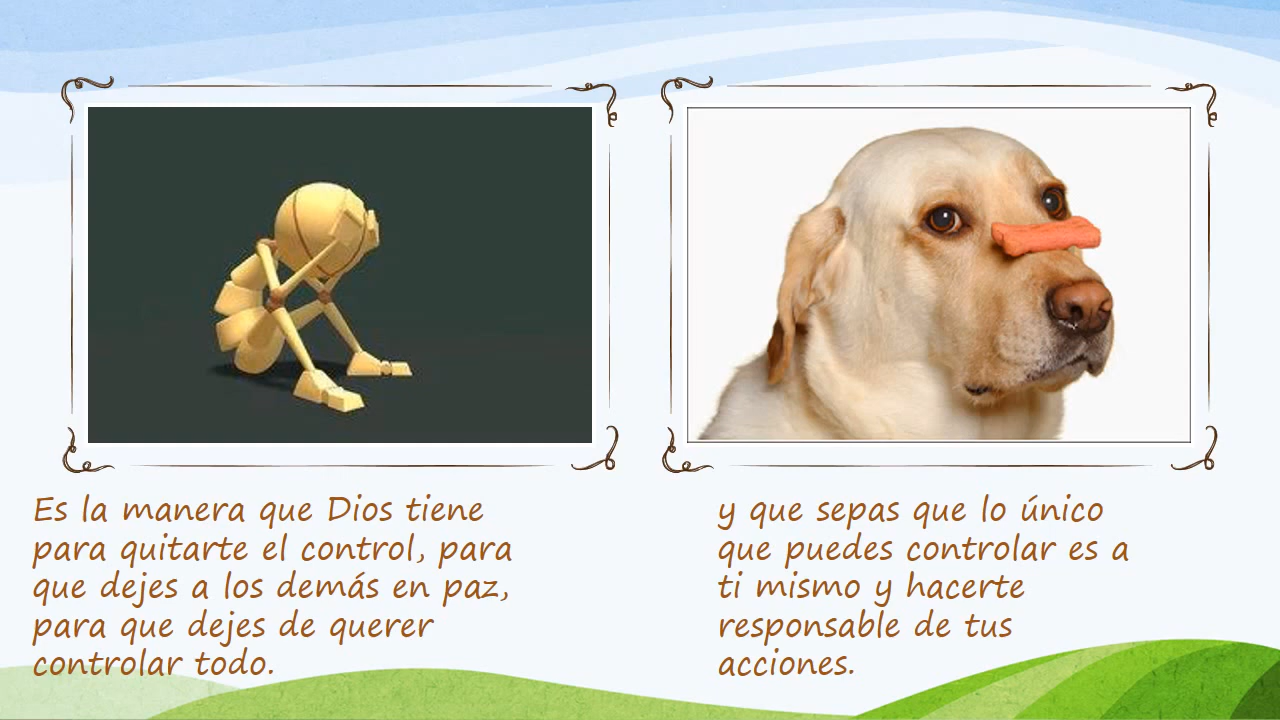 Es la manera que Dios tiene
para quitarte el control, para
que dejes a los demás en paz,
para que dejes de querer
controlar todo.
y que sepas que lo único
que puedes controlar es a
ti mismo y hacerte
responsable de tus
acciones.